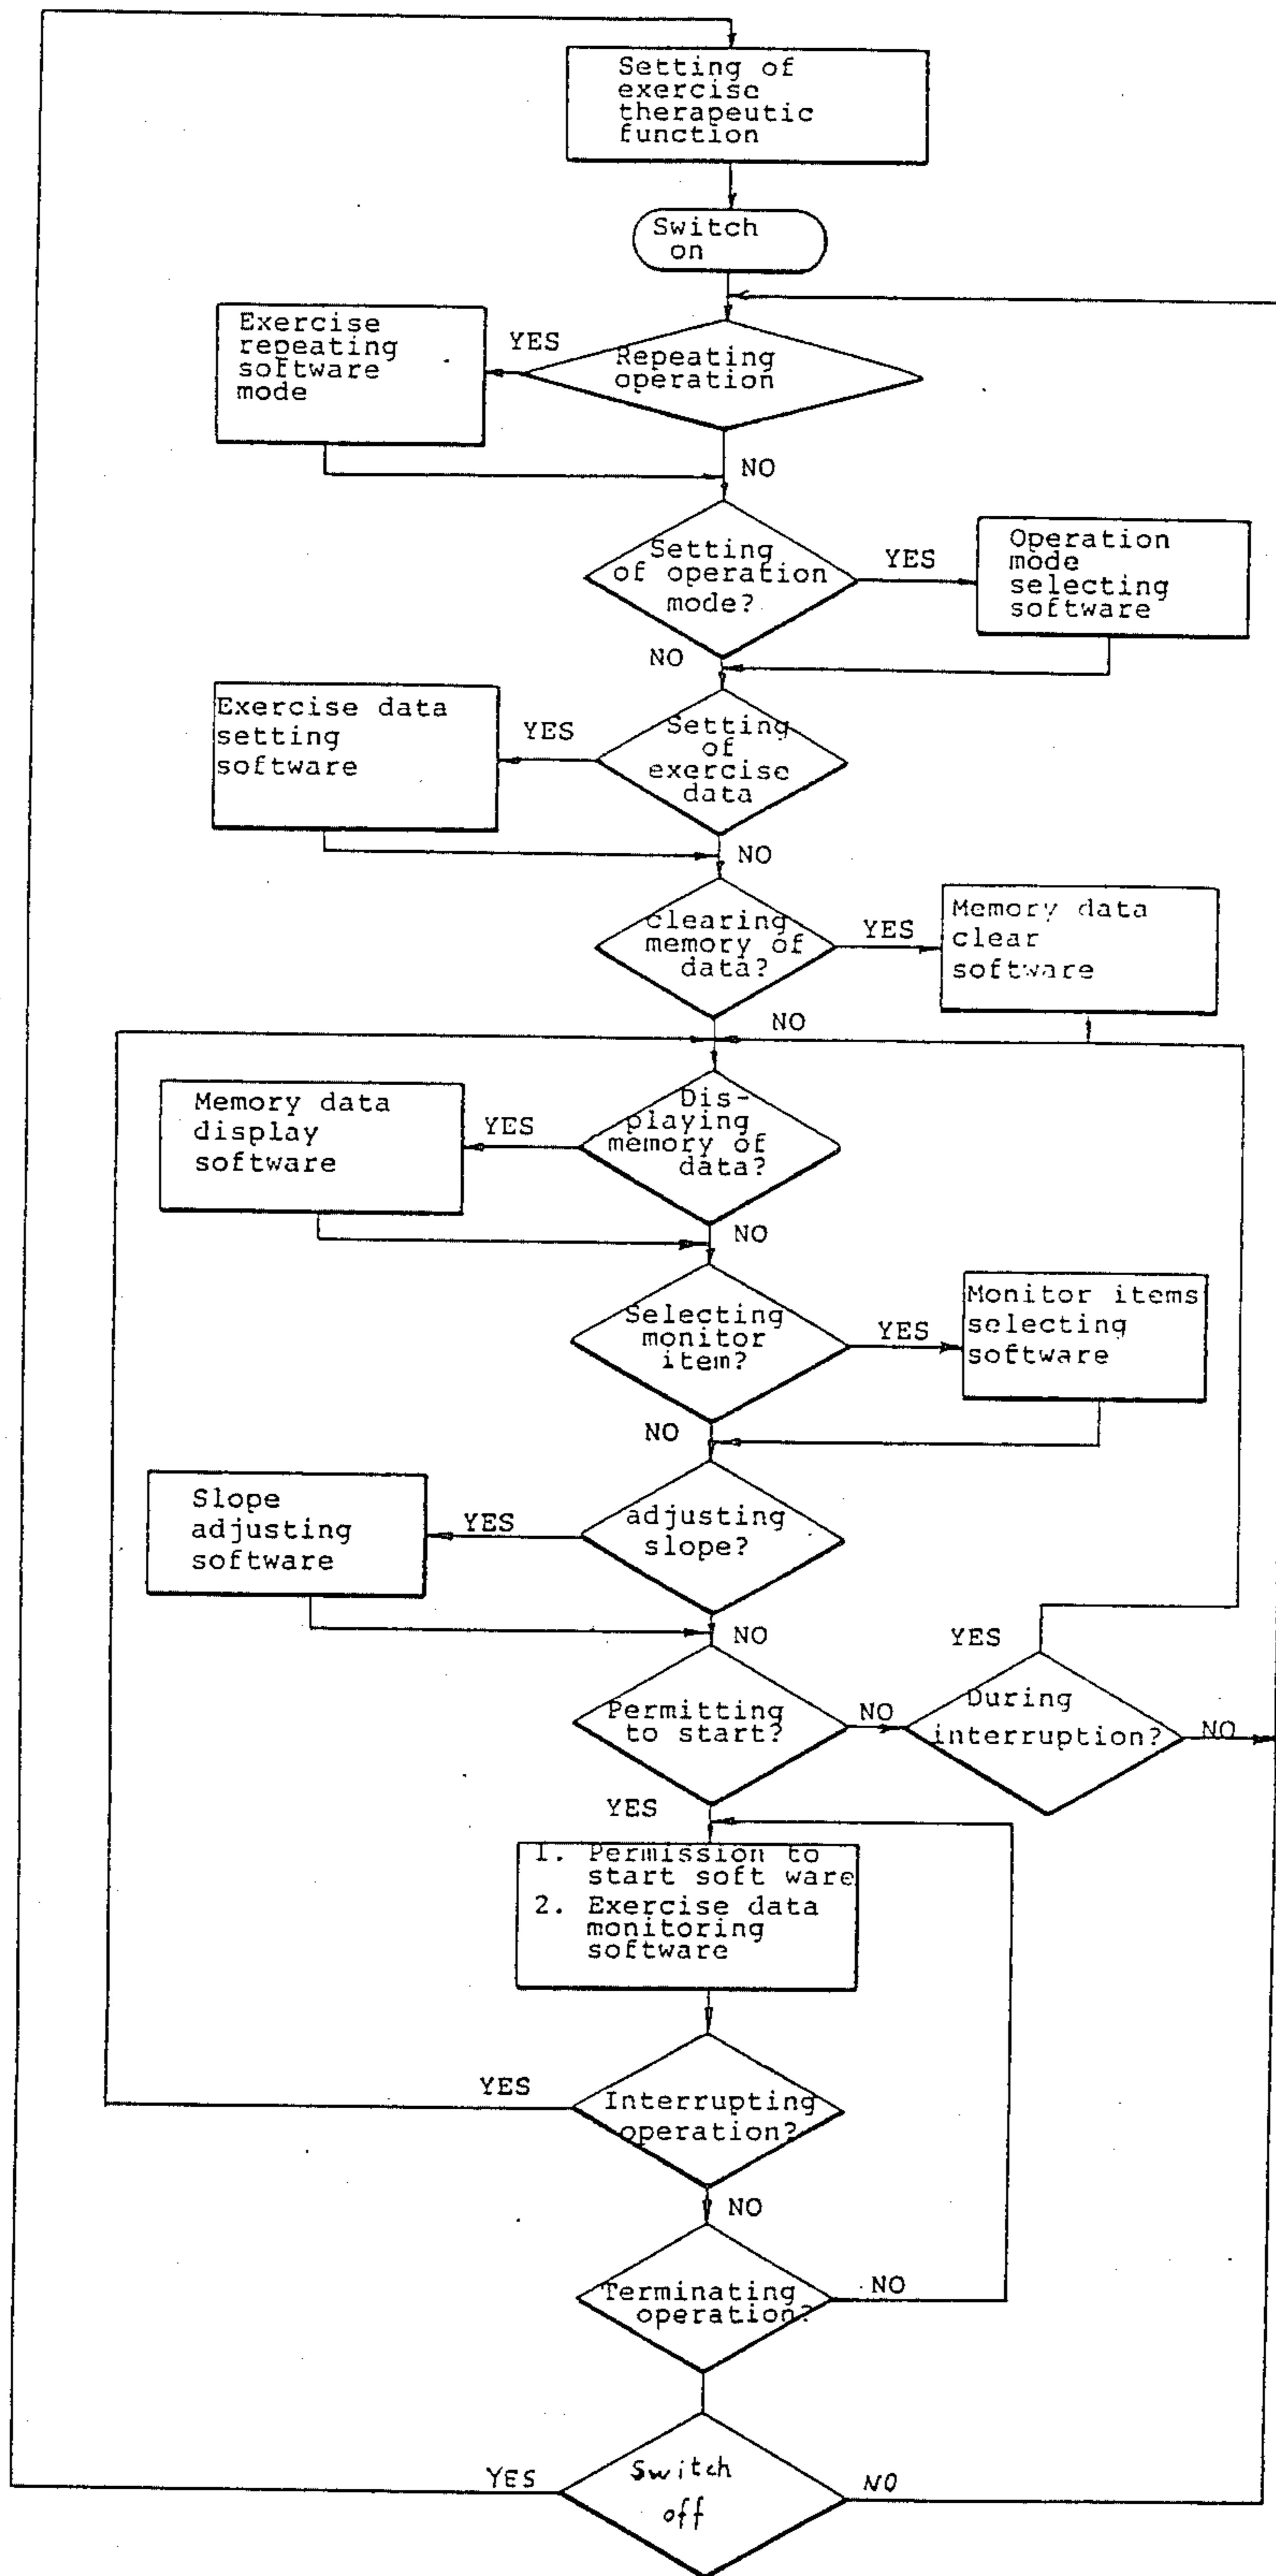 Setting of
exercise
therapeutic
function
Switch
on
Exercise
repeating
software
mode
YES
Repeating
operation
NO
Setting
of operation
mode?
YES
Operation
mode
selecting
software
NO
Exercise data
setting
software
YES
Setting
of
exercise
data
NO
clearing
memory of
data?
YES
Memory data
clear
software
NO
Memory data
display
software
YES
Dis-
playing
memory of
data?
NO
Selecting
monitor
item?
YES
Monitor items
selecting
software
NO
Slope
adjusting
software
YES
adjusting
slope?
NO
Permitting
to start?
NO
YES
During
interruption?
NO
YES
1. Permission to
start soft ware
2. Exercise data
monitoring
software
YES
Interrupting
operation?
NO
Terminating
operation?
NO
YES
Switch
off
NO